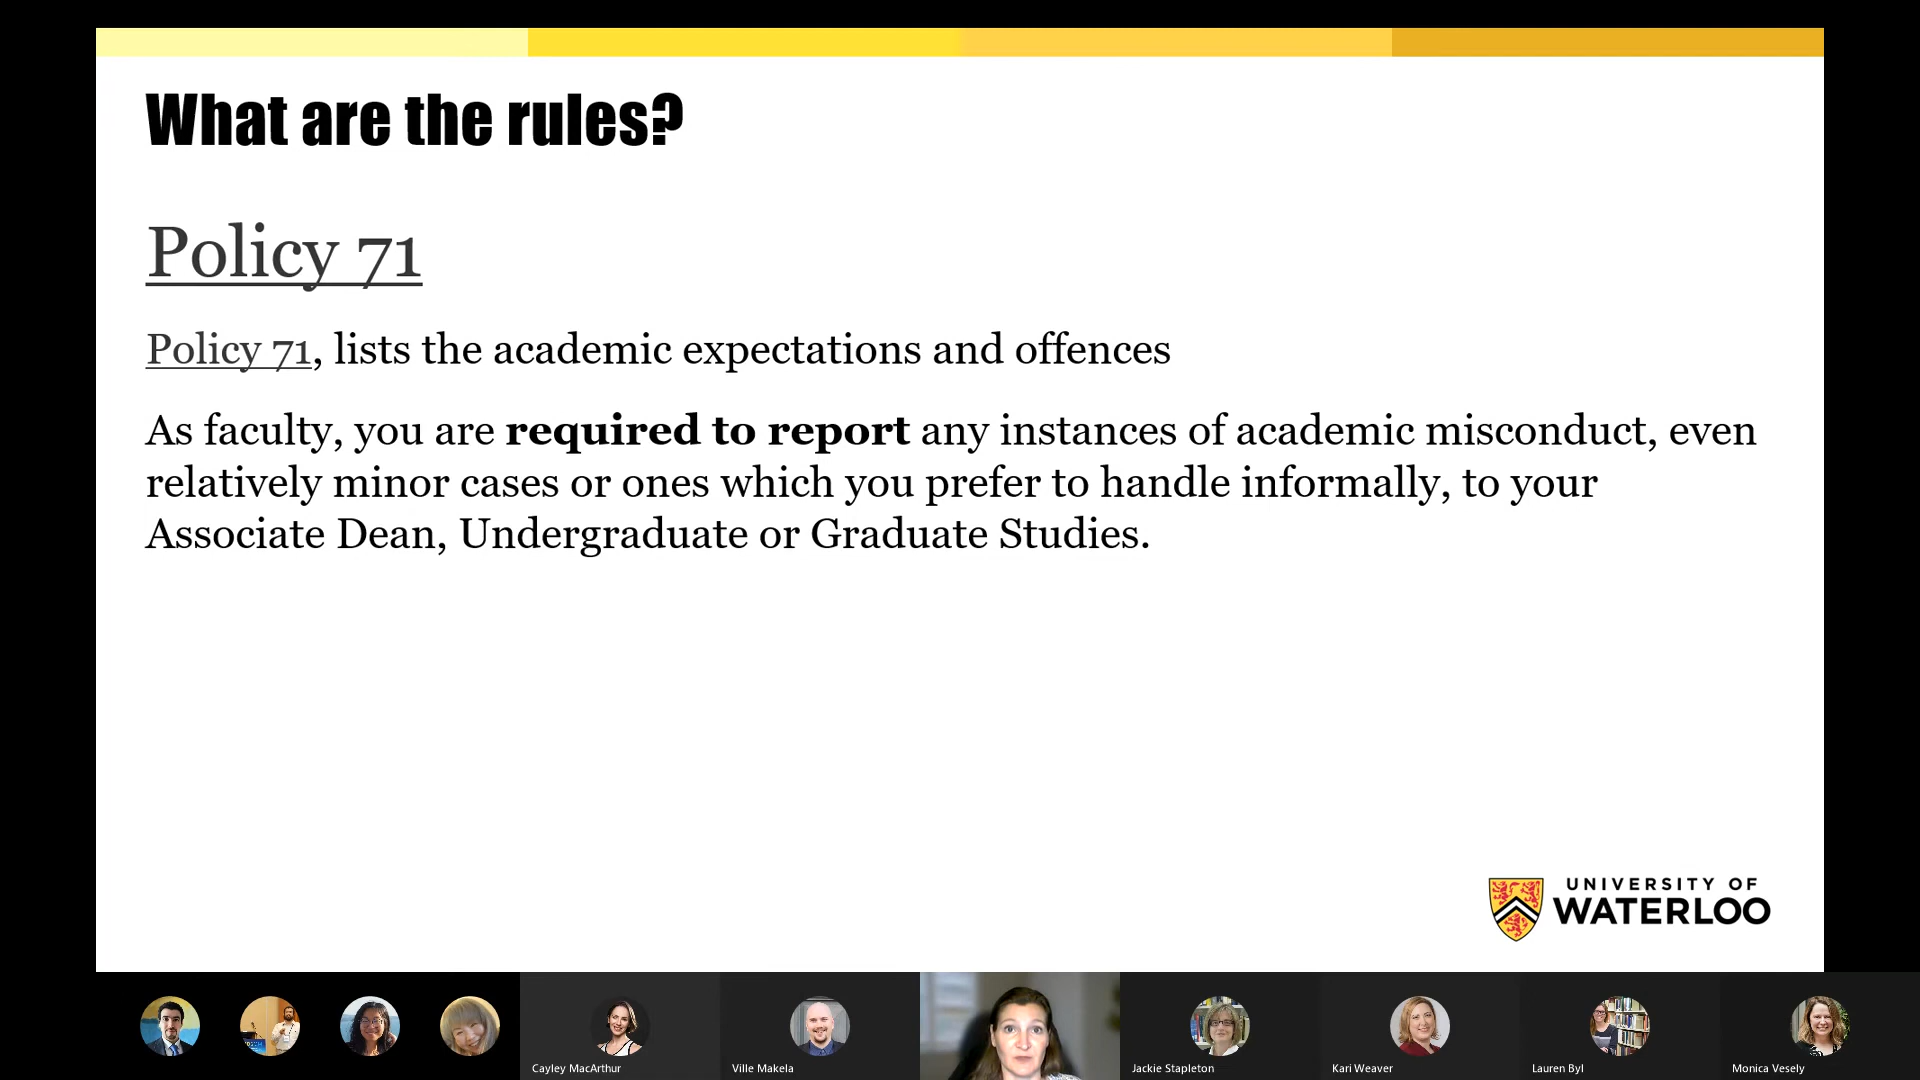 What are the rules?
Policy 71
Policy 71, lists the academic expectations and offences
As faculty, you are required to report any instances of academic misconduct, even
relatively minor cases or ones which you prefer to handle informally, to your
Associate Dean, Undergraduate or Graduate Studies.
UNIVERSITY OF
WATERLOO
Cayley MacArthur
Ville Makela
Jackie Stapleton
Kari Weaver
Lauren Byl
Monica Vesely